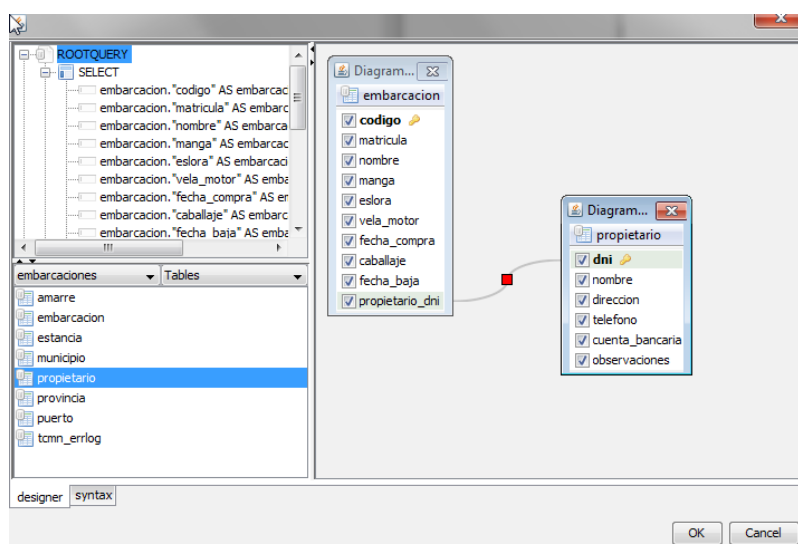 ROOTQUERY
SELECT
embarcacion."codigo" AS embarcac
embarcacion."matricula" AS embarc
embarcacion."nombre" AS embarca
embarcacion."manga" AS embarcac
embarcacion."eslora" AS embarcaci
embarcacion."vela_motor" AS emba
embarcacion."fecha_compra" AS er
embarcacion."caballaje" AS embarc
embarcacion."fecha_baja" AS emba
embarcaciones
Tables
amarre
embarcacion
estancia
municipio
propietario
provincia
puerto
tcmn_errlog
Diagram...
embarcacion
codigo
matricula
nombre
manga
eslora
vela_motor
fecha_compra
caballaje
fecha_baja
propietario_dni
Diagram...
propietario
dni
nombre
direccion
telefono
cuenta_bancaria
observaciones
designer
syntax
OK
Cancel